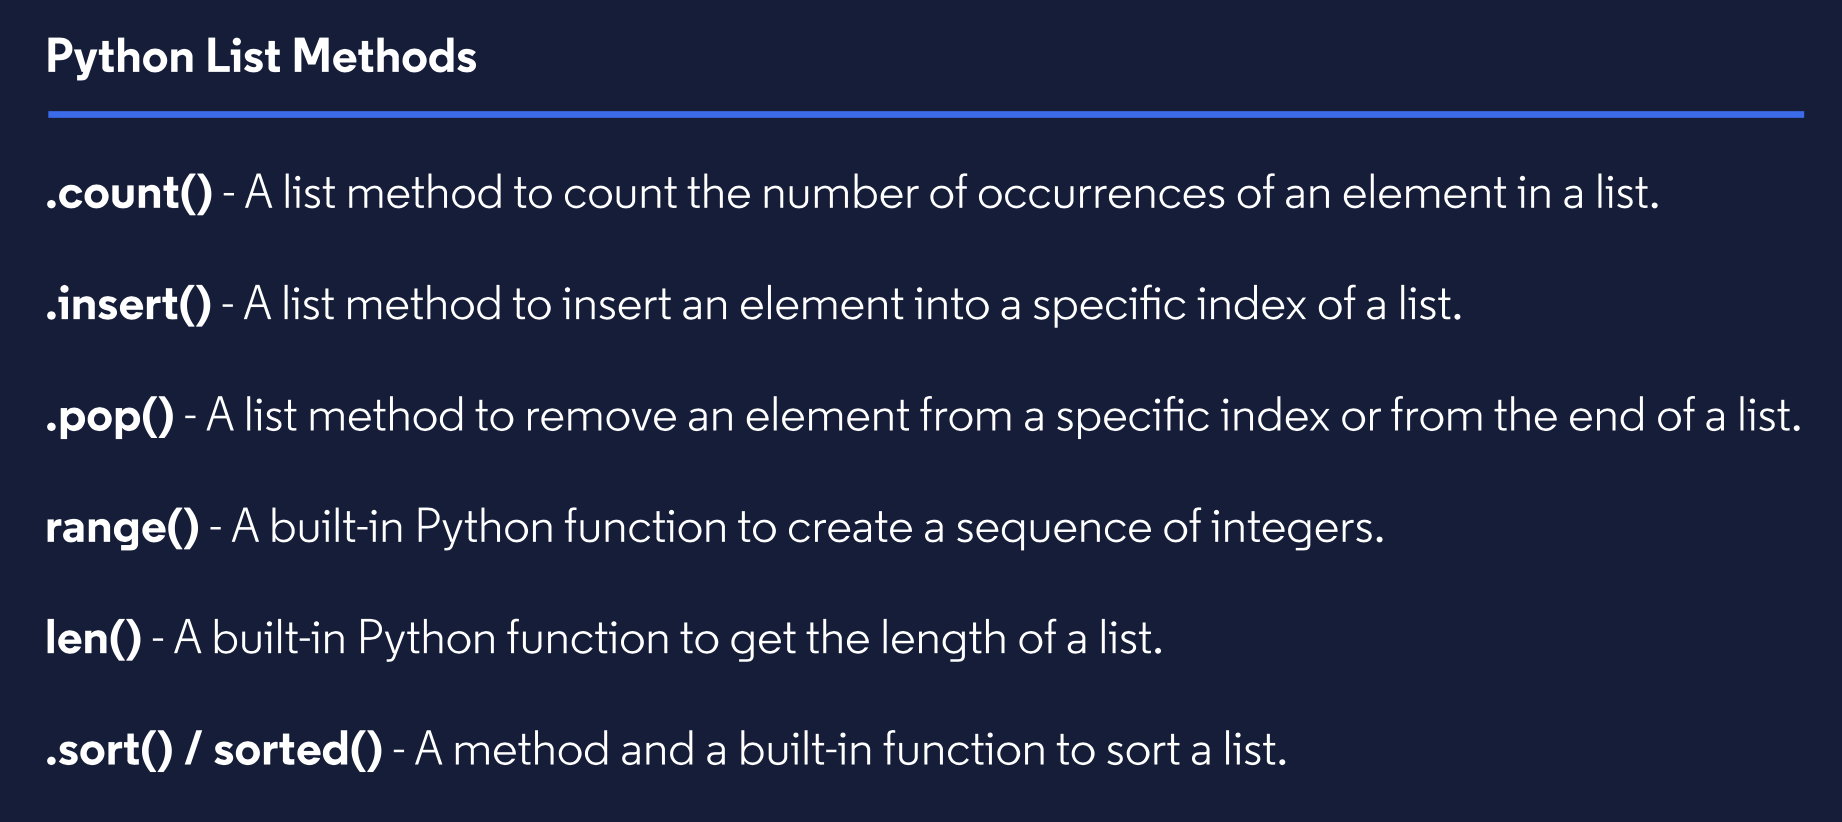 Python List Methods
.count() - A list method to count the number of occurrences of an element in a list.
.insert() - A list method to insert an element into a specific index of a list.
.pop() - A list method to remove an element from a specific index or from the end of a list.
range() - A built-in Python function to create a sequence of integers.
len() - A built-in Python function to get the length of a list.
.sort() / sorted() - A method and a built-in function to sort a list.